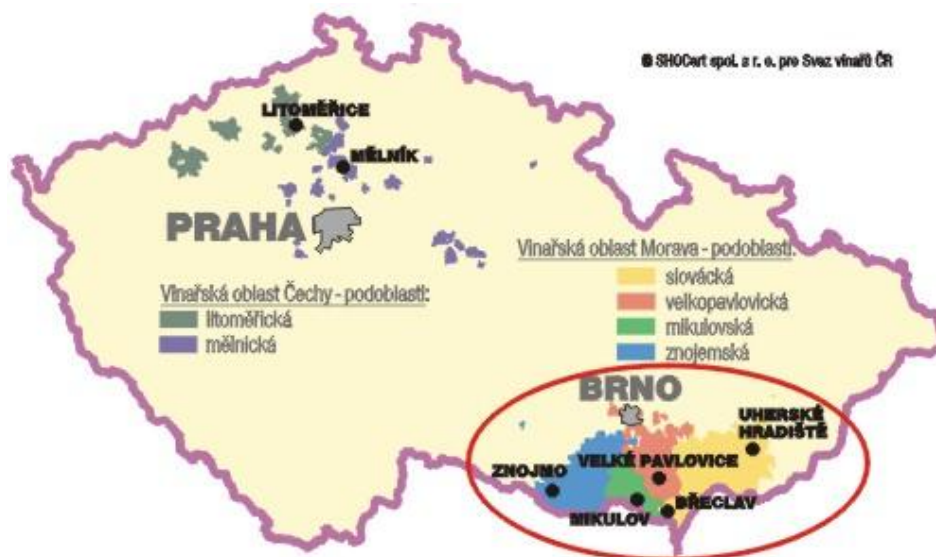 © SHOCart spol. s r. o. pro Svaz vinařů ČR
LITOMĚŘICE
MĚLNÍK
PRAHA
Vinařská oblast Čechy - podoblasti:
litoměřická
mělnická
Vinařská oblast Morava - podoblasti:
slovácká
velkopavlovická
mikulovská
znojemská
BRNO
UHERSKÉ
HRADIŠTĚ
ZNOJMO
VELKÉ PAVLOVICE
MIKULOV
BŘECLAV